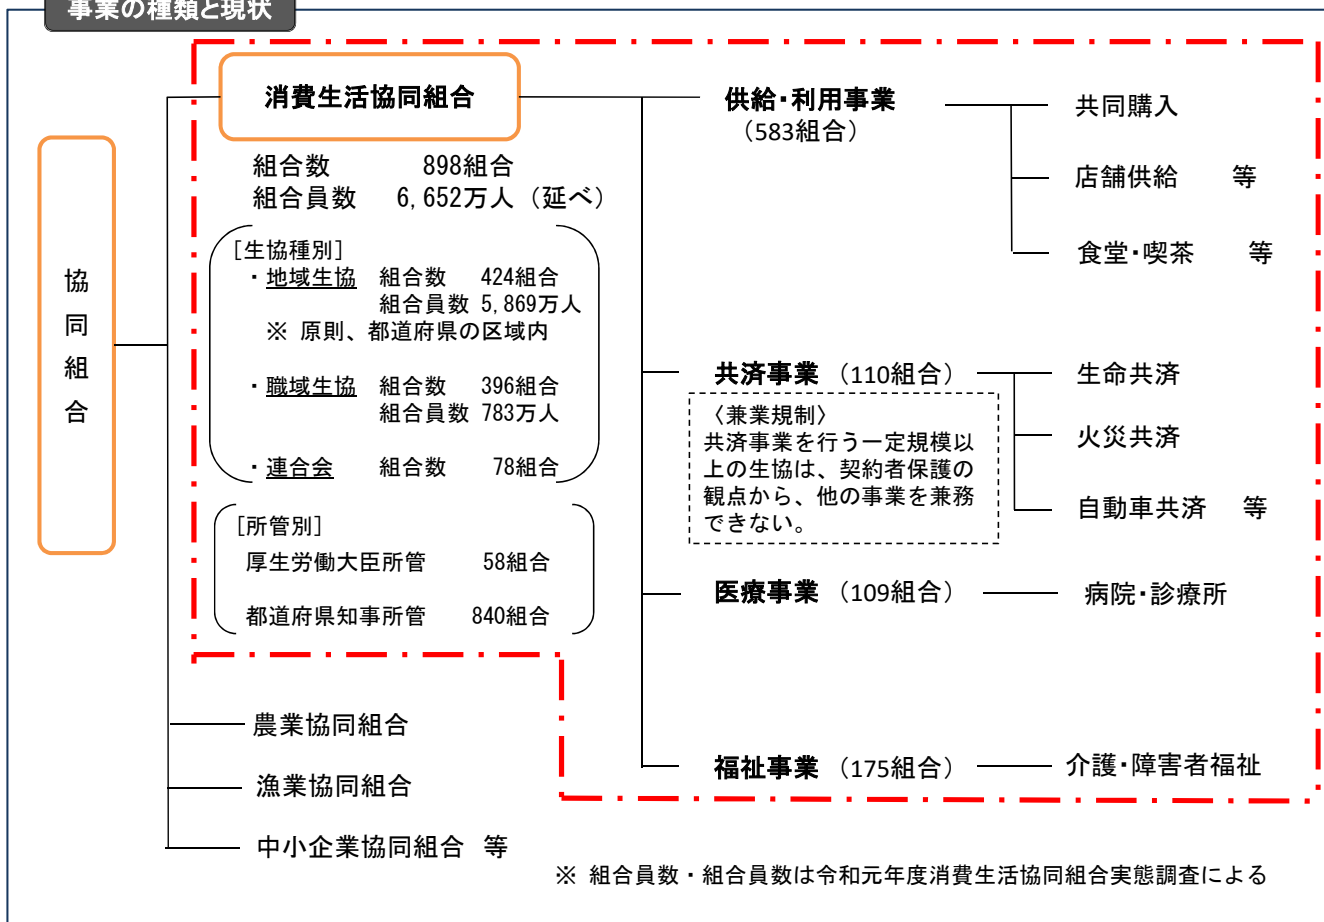 事業の種類と現状
協同組合
消費生活協同組合
組合数 898組合
組合員数 6,652万人（延べ）
［生協種別］
・地域生協 組合数 424組合
組合員数 5,869万人
※ 原則、都道府県の区域内
・職域生協 組合数 396組合
組合員数 783万人
・連合会 組合数 78組合
［所管別］
厚生労働大臣所管 58組合
都道府県知事所管 840組合
農業協同組合
漁業協同組合
中小企業協同組合 等
供給・利用事業
（583組合）
共同購入
店舗供給 等
食堂・喫茶 等
共済事業 （110組合）
〈兼業規制〉
共済事業を行う一定規模以
上の生協は、契約者保護の
観点から、他の事業を兼務
できない。
生命共済
火災共済
自動車共済 等
医療事業 （109組合）
病院・診療所
福祉事業 （175組合）
介護・障害者福祉
※ 組合員数・組合員数は令和元年度消費生活協同組合実態調査による